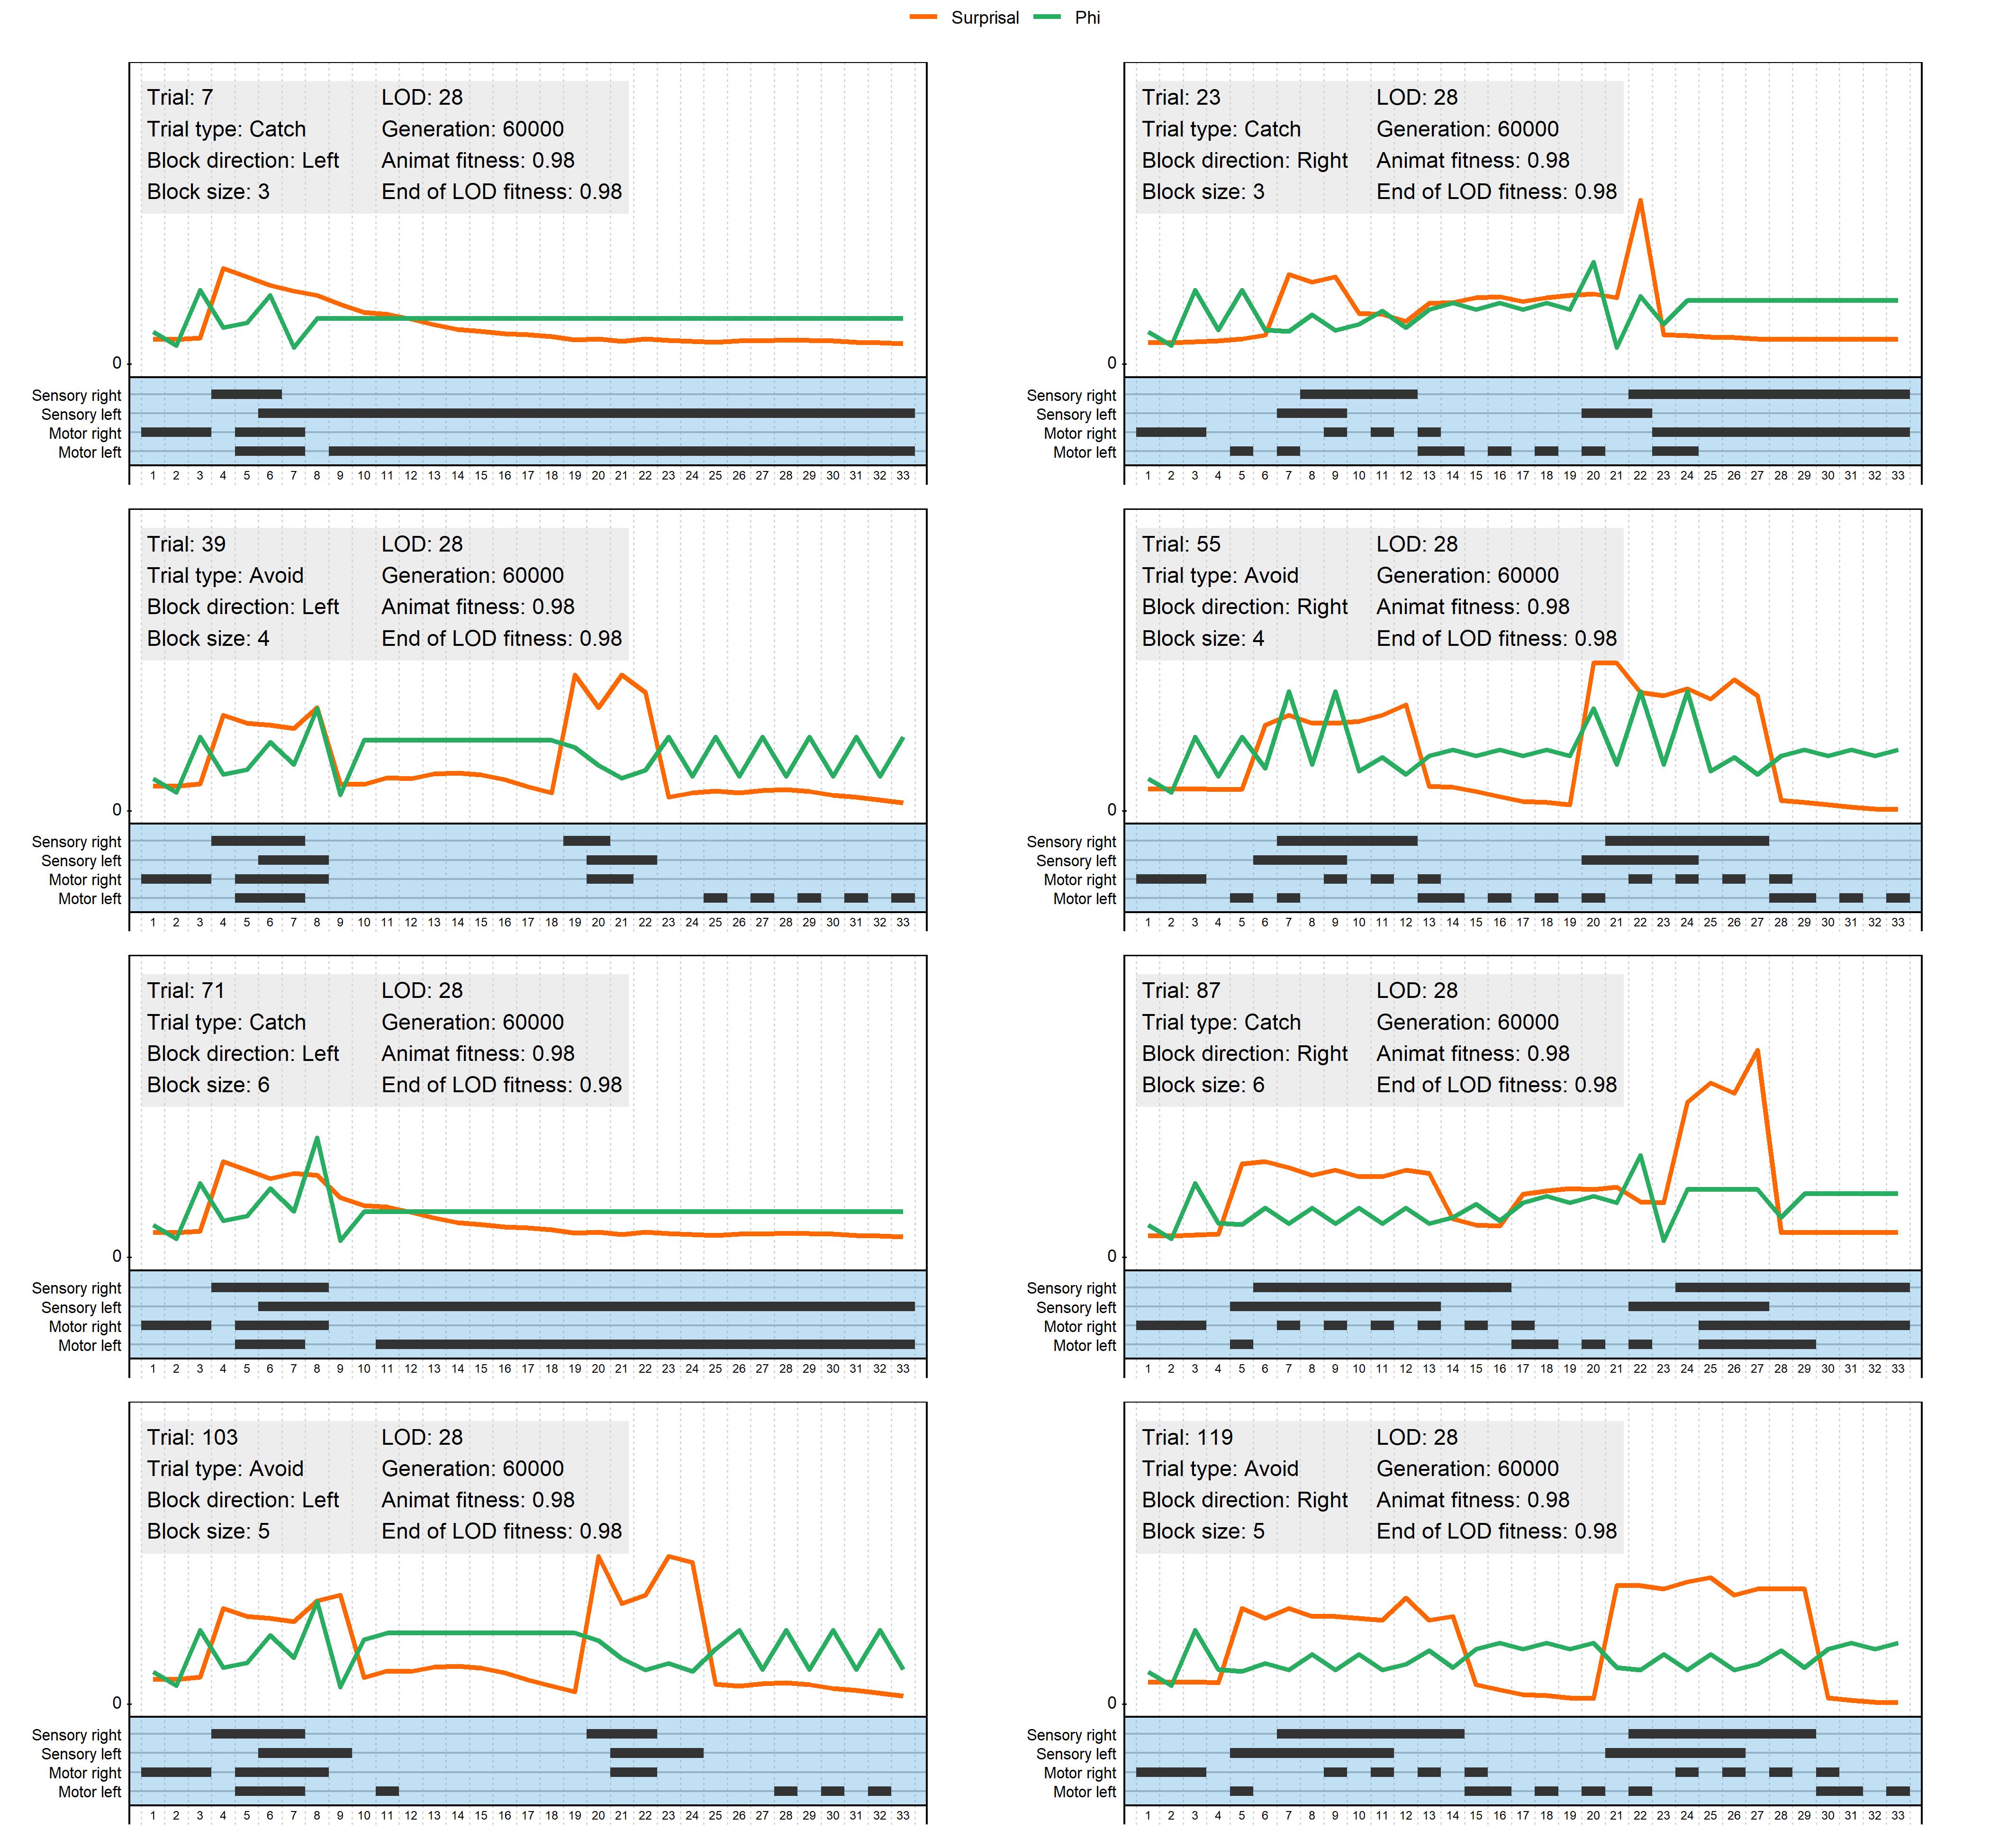 Surprisal Phi
Trial: 7 LOD: 28
Trial type: Catch Generation: 60000
Block direction: Left Animat fitness: 0.98
Block size: 3 End of LOD fitness: 0.98
0
Sensory right
Sensory left
Motor right
Motor left
1 2 3 4 5 6 7 8 9 10 11 12 13 14 15 16 17 18 19 20 21 22 23 24 25 26 27 28 29 30 31 32 33
Trial: 23 LOD: 28
Trial type: Catch Generation: 60000
Block direction: Right Animat fitness: 0.98
Block size: 3 End of LOD fitness: 0.98
0
Sensory right
Sensory left
Motor right
Motor left
1 2 3 4 5 6 7 8 9 10 11 12 13 14 15 16 17 18 19 20 21 22 23 24 25 26 27 28 29 30 31 32 33
Trial: 39 LOD: 28
Trial type: Avoid Generation: 60000
Block direction: Left Animat fitness: 0.98
Block size: 4 End of LOD fitness: 0.98
0
Sensory right
Sensory left
Motor right
Motor left
1 2 3 4 5 6 7 8 9 10 11 12 13 14 15 16 17 18 19 20 21 22 23 24 25 26 27 28 29 30 31 32 33
Trial: 55 LOD: 28
Trial type: Avoid Generation: 60000
Block direction: Right Animat fitness: 0.98
Block size: 4 End of LOD fitness: 0.98
0
Sensory right
Sensory left
Motor right
Motor left
1 2 3 4 5 6 7 8 9 10 11 12 13 14 15 16 17 18 19 20 21 22 23 24 25 26 27 28 29 30 31 32 33
Trial: 71 LOD: 28
Trial type: Catch Generation: 60000
Block direction: Left Animat fitness: 0.98
Block size: 6 End of LOD fitness: 0.98
0
Sensory right
Sensory left
Motor right
Motor left
1 2 3 4 5 6 7 8 9 10 11 12 13 14 15 16 17 18 19 20 21 22 23 24 25 26 27 28 29 30 31 32 33
Trial: 87 LOD: 28
Trial type: Catch Generation: 60000
Block direction: Right Animat fitness: 0.98
Block size: 6 End of LOD fitness: 0.98
0
Sensory right
Sensory left
Motor right
Motor left
1 2 3 4 5 6 7 8 9 10 11 12 13 14 15 16 17 18 19 20 21 22 23 24 25 26 27 28 29 30 31 32 33
Trial: 103 LOD: 28
Trial type: Avoid Generation: 60000
Block direction: Left Animat fitness: 0.98
Block size: 5 End of LOD fitness: 0.98
0
Sensory right
Sensory left
Motor right
Motor left
1 2 3 4 5 6 7 8 9 10 11 12 13 14 15 16 17 18 19 20 21 22 23 24 25 26 27 28 29 30 31 32 33
Trial: 119 LOD: 28
Trial type: Avoid Generation: 60000
Block direction: Right Animat fitness: 0.98
Block size: 5 End of LOD fitness: 0.98
0
Sensory right
Sensory left
Motor right
Motor left
1 2 3 4 5 6 7 8 9 10 11 12 13 14 15 16 17 18 19 20 21 22 23 24 25 26 27 28 29 30 31 32 33